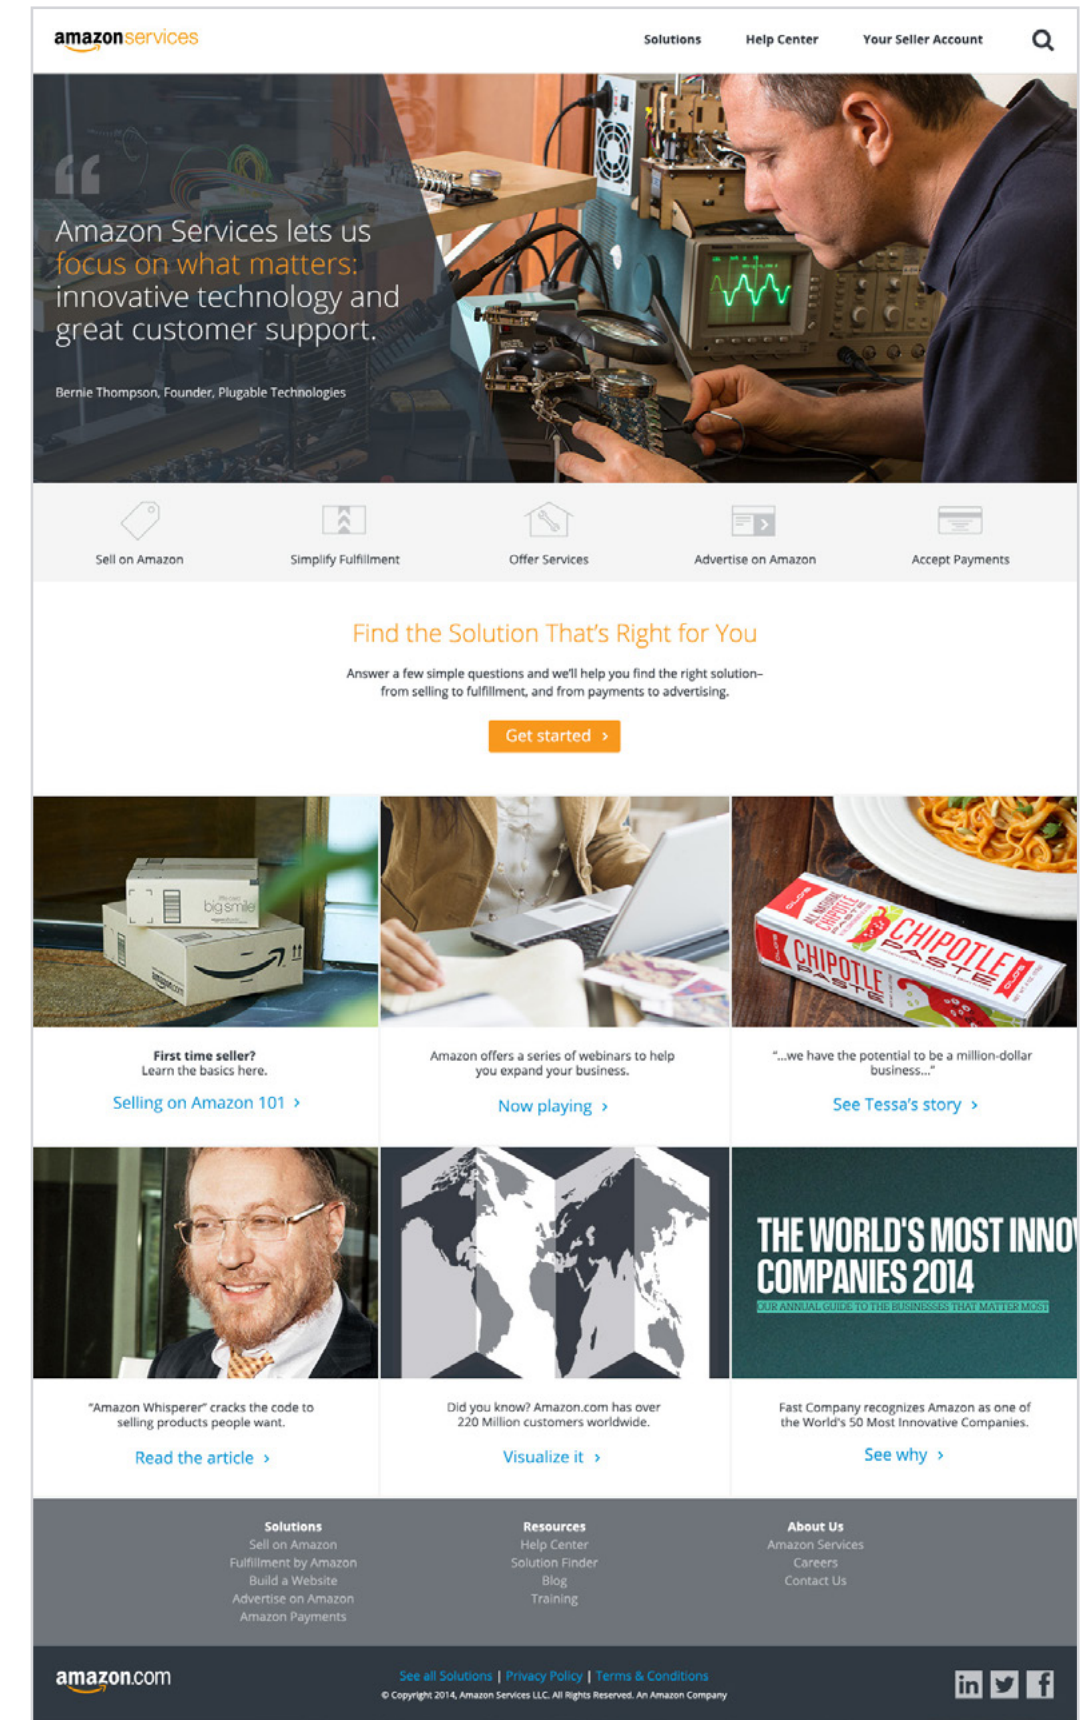 amazonservices
Solutions
Help Center
Your Seller Account
“
Amazon Services lets us
focus on what matters:
innovative technology and
great customer support.
Bernie Thompson, Founder, Plugable Technologies
Sell on Amazon
Simplify Fulfillment
Offer Services
Advertise on Amazon
Accept Payments
Find the Solution That's Right for You
Answer a few simple questions and we'll help you find the right solution–
from selling to fulfillment, and from payments to advertising.
Get started ›
big smile
CHIPOTLE
PASTE
ALL NATURAL
CHIPOTLE
CHIPOTLE
PASTE
OLO'S
First time seller?
Learn the basics here.
Selling on Amazon 101 ›
Amazon offers a series of webinars to help
you expand your business.
Now playing ›
“...we have the potential to be a million-dollar
business...”
See Tessa's story ›
THE WORLD'S MOST INNOV
COMPANIES 2014
OUR ANNUAL GUIDE TO THE BUSINESSES THAT MATTER MOST
“Amazon Whisperer” cracks the code to
selling products people want.
Read the article ›
Did you know? Amazon.com has over
220 Million customers worldwide.
Visualize it ›
Fast Company recognizes Amazon as one of
the World's 50 Most Innovative Companies.
See why ›
Solutions
Sell on Amazon
Fulfillment by Amazon
Build a Website
Advertise on Amazon
Amazon Payments
Resources
Help Center
Solution Finder
Blog
Training
About Us
Amazon Services
Careers
Contact Us
amazon.com
See all Solutions | Privacy Policy | Terms & Conditions
© Copyright 2014, Amazon Services LLC. All Rights Reserved. An Amazon Company
in
f